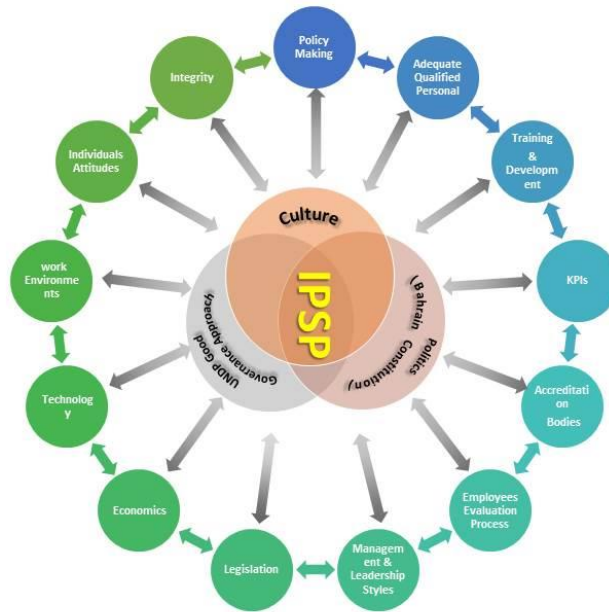 Policy
Making
Adequate
Qualified
Personal
Training
&
Developm
ent
KPIs
Accreditati
on
Bodies
Employees
Evaluation
Process
Managem
ent &
Leadership
Styles
Legislation
Economics
Technolog
y
work
Environme
nts
Individuals
Attitudes
Integrity
Culture
IPSP
Politics
(Bahrain Constitution)
UNDP Good
Governance Approach